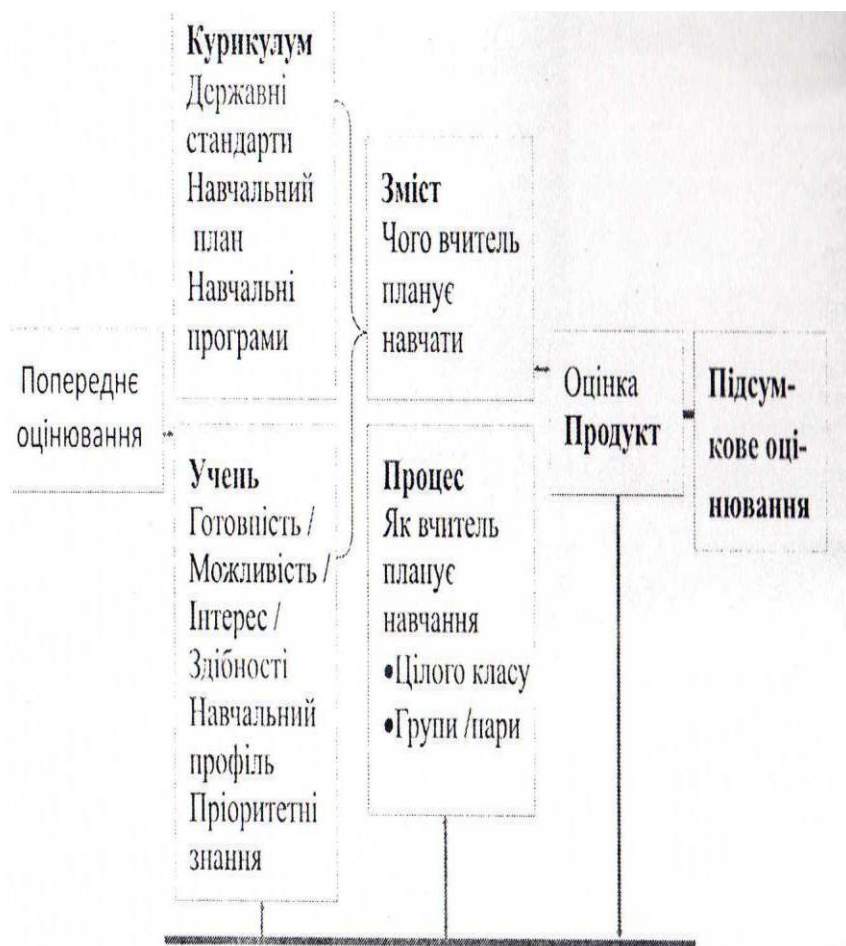 Курикулум
Державні
стандарти
Навчальний
план
Навчальні
програми
Зміст
Чого вчитель
планує
навчати
Попереднє
оцінювання
Учень
Готовність /
Можливість /
Інтерес /
Здібності
Навчальний
профіль
Пріоритетні
знання
Процес
Як вчитель
планує
навчання
•Цілого класу
•Групи /пари
Оцінка
Продукт
Підсум-
кове оці-
нювання